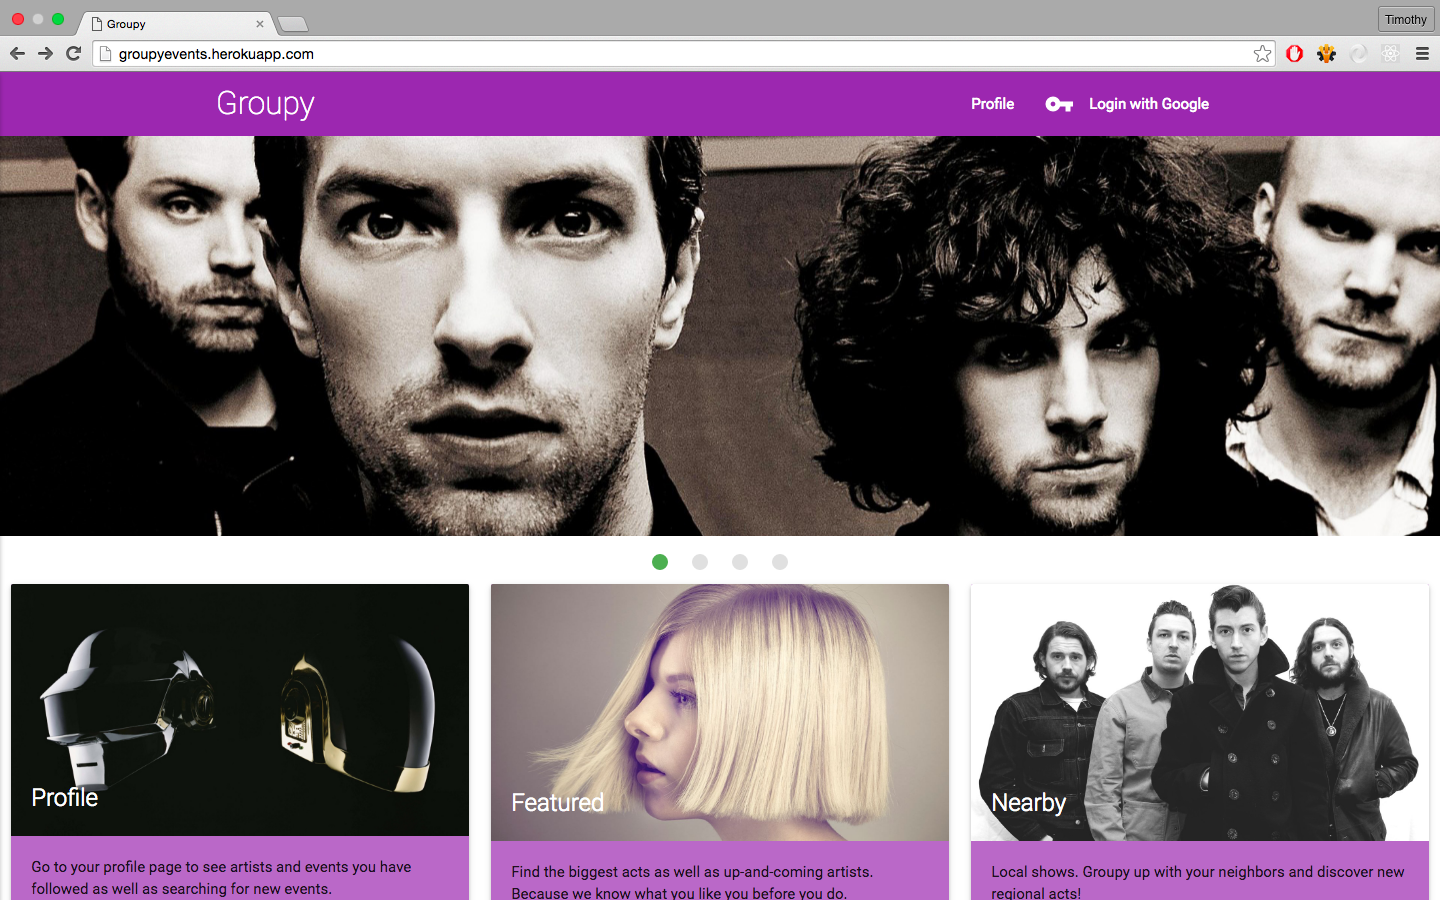 Groupy
Timothy
groupyevents.herokuapp.com
Groupy
Profile
Login with Google
Profile
Go to your profile page to see artists and events you have
followed as well as searching for new events.
Featured
Find the biggest acts as well as up-and-coming artists.
Because we know what you like you before you do.
Nearby
Local shows. Groupy up with your neighbors and discover new
regional acts!